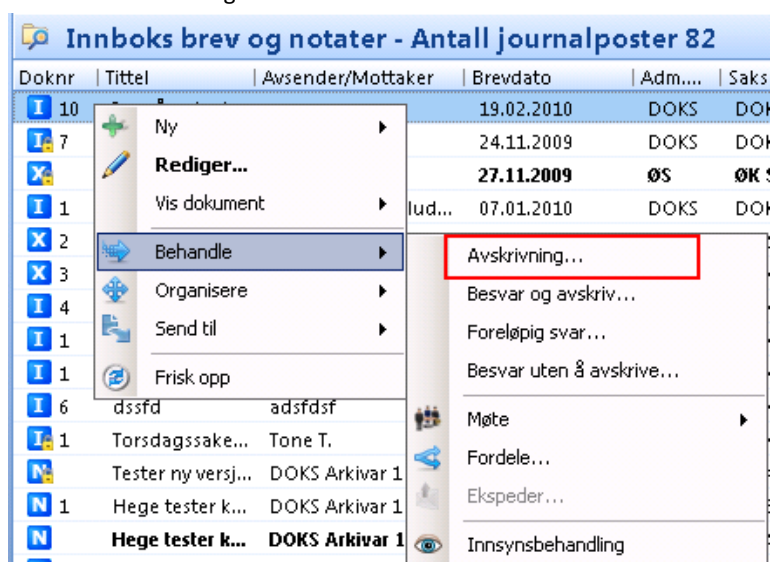 Innboks brev og notater - Antall journalposter 82
Doknr Tittel Avsender/Mottaker Brevdato Adm.... Saks
I 10 19.02.2010 DOKS DOK
I 7 24.11.2009 DOKS DOK
X 27.11.2009 ØS ØK S
I 1 lud... 07.01.2010 DOKS DOK
X 2
X 3
I 4
I 1
I 1
I 6 dssfd adsfdsf
I 1 Torsdagssake... Tone T.
N Tester ny versj... DOKS Arkivar 1
N 1 Hege tester k... DOKS Arkivar 1
N Hege tester k... DOKS Arkivar 1
Ny
Rediger...
Vis dokument
Behandle
Organisere
Send til
Frisk opp
Avskrivning...
Besvar og avskriv...
Foreløpig svar...
Besvar uten å avskrive...
Møte
Fordele...
Ekspeder...
Innsynsbehandling